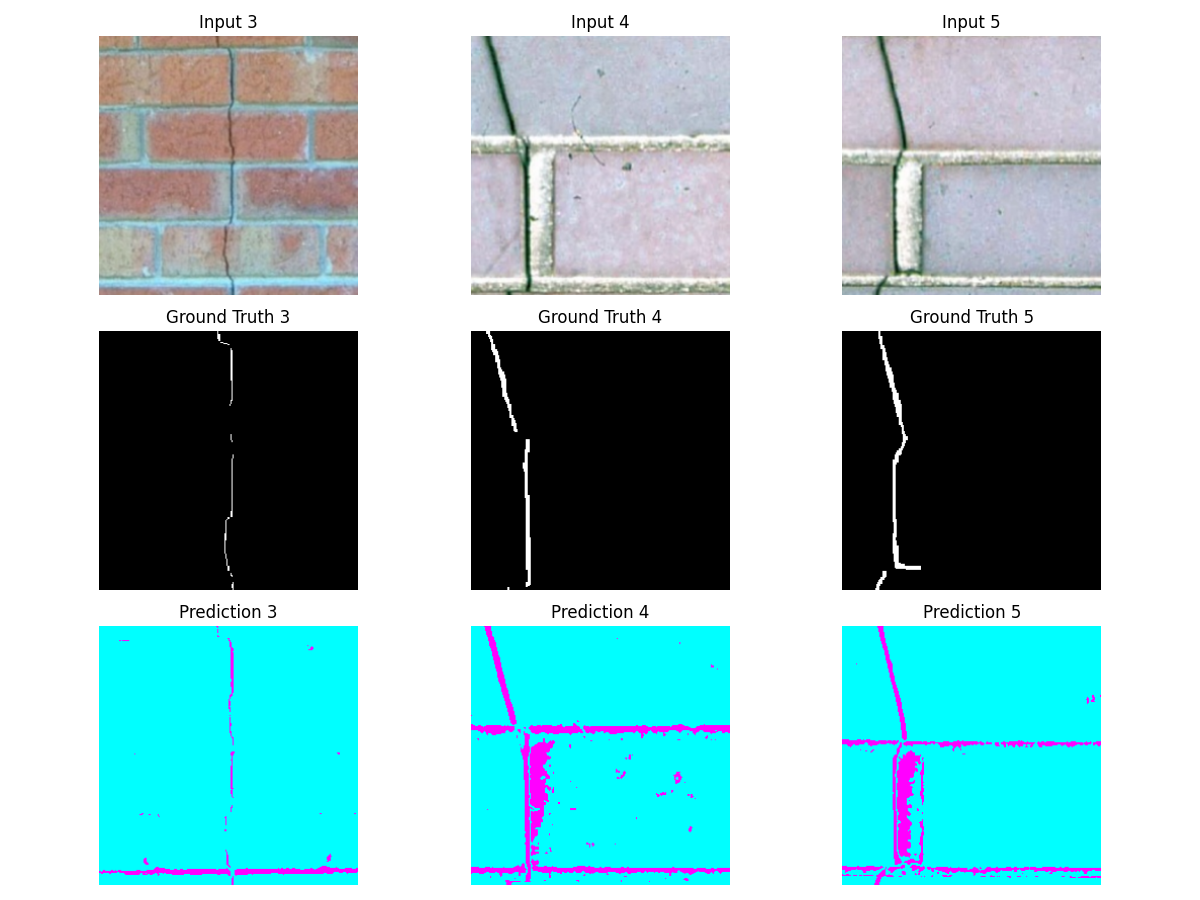 Input 3
Input 4
Input 5
Ground Truth 3
Ground Truth 4
Ground Truth 5
Prediction 3
Prediction 4
Prediction 5